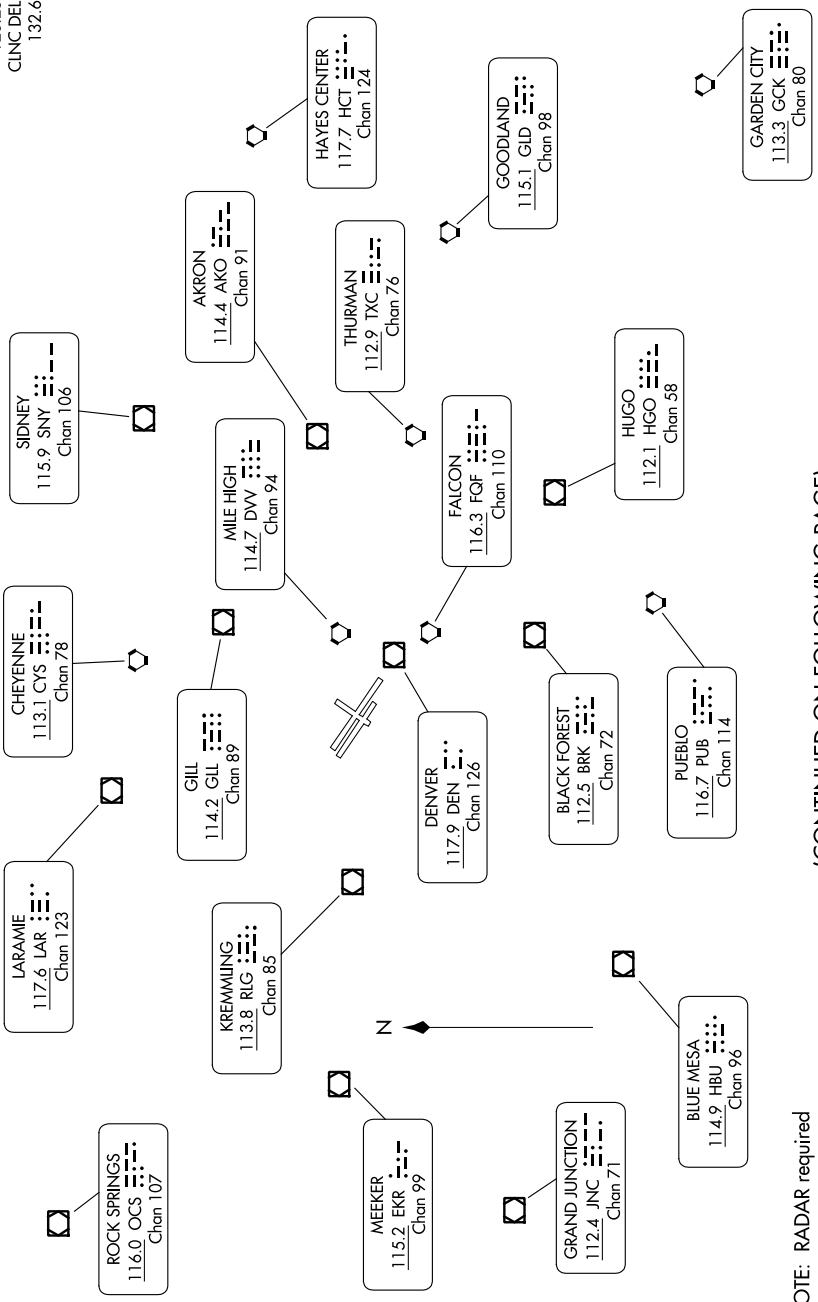 CLNC DEL
132.6
LARAMIE
117.6 LAR
Chan 123
CHEYENNE
113.1 CYS
Chan 78
SIDNEY
115.9 SNY
Chan 106
ROCK SPRINGS
116.0 OCS
Chan 107
GILL
114.2 GLL
Chan 89
AKRON
114.4 AKO
Chan 91
KREMMLING
113.8 RLG
Chan 85
MILE HIGH
114.7 DVV
Chan 94
HAYES CENTER
117.7 HCT
Chan 124
THURMAN
112.9 TXC
Chan 76
N
MEEKER
115.2 EKR
Chan 99
DENVER
117.9 DEN
Chan 126
FALCON
116.3 FQF
Chan 110
GOODLAND
115.1 GLD
Chan 98
GRAND JUNCTION
112.4 JNC
Chan 71
BLACK FOREST
112.5 BRK
Chan 72
HUGO
112.1 HGO
Chan 58
BLUE MESA
114.9 HBU
Chan 96
PUEBLO
116.7 PUB
Chan 114
GARDEN CITY
113.3 GCK
Chan 80
OTE: RADAR required
(CONTINUED ON FOLLOWING PAGE)